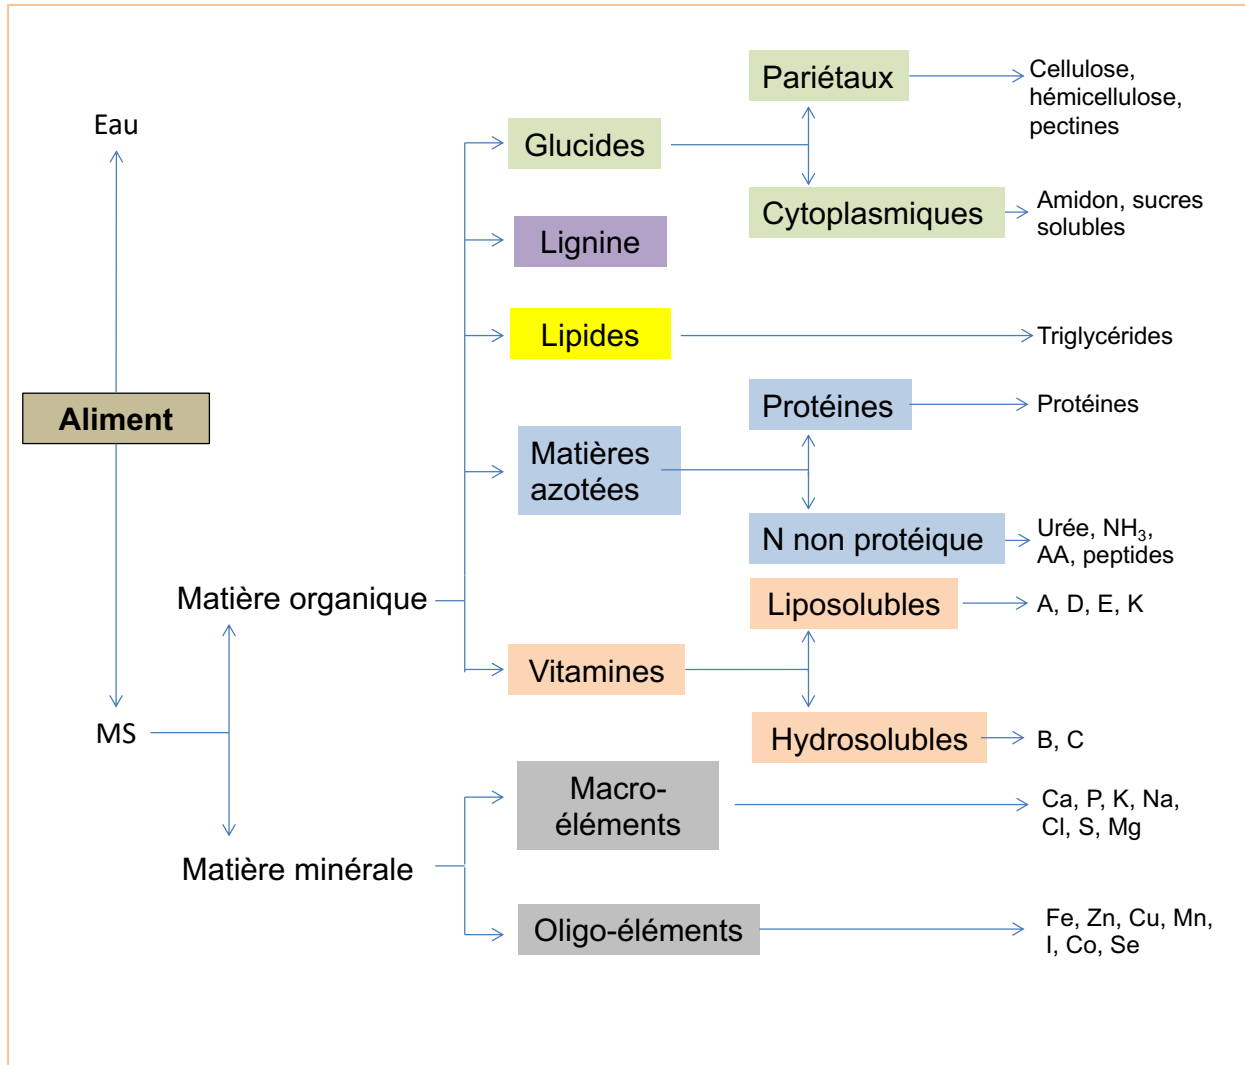 Eau
Aliment
MS
Matière organique
Matière minérale
Glucides
Pariétaux
Cellulose,
hémicellulose,
pectines
Cytoplasmiques
Amidon, sucres
solubles
Lignine
Lipides
Triglycérides
Matières
azotées
Protéines
Protéines
N non protéique
Urée, NH₃,
AA, peptides
Vitamines
Liposolubles
A, D, E, K
Hydrosolubles
B, C
Macro-
éléments
Ca, P, K, Na,
Cl, S, Mg
Oligo-éléments
Fe, Zn, Cu, Mn,
I, Co, Se